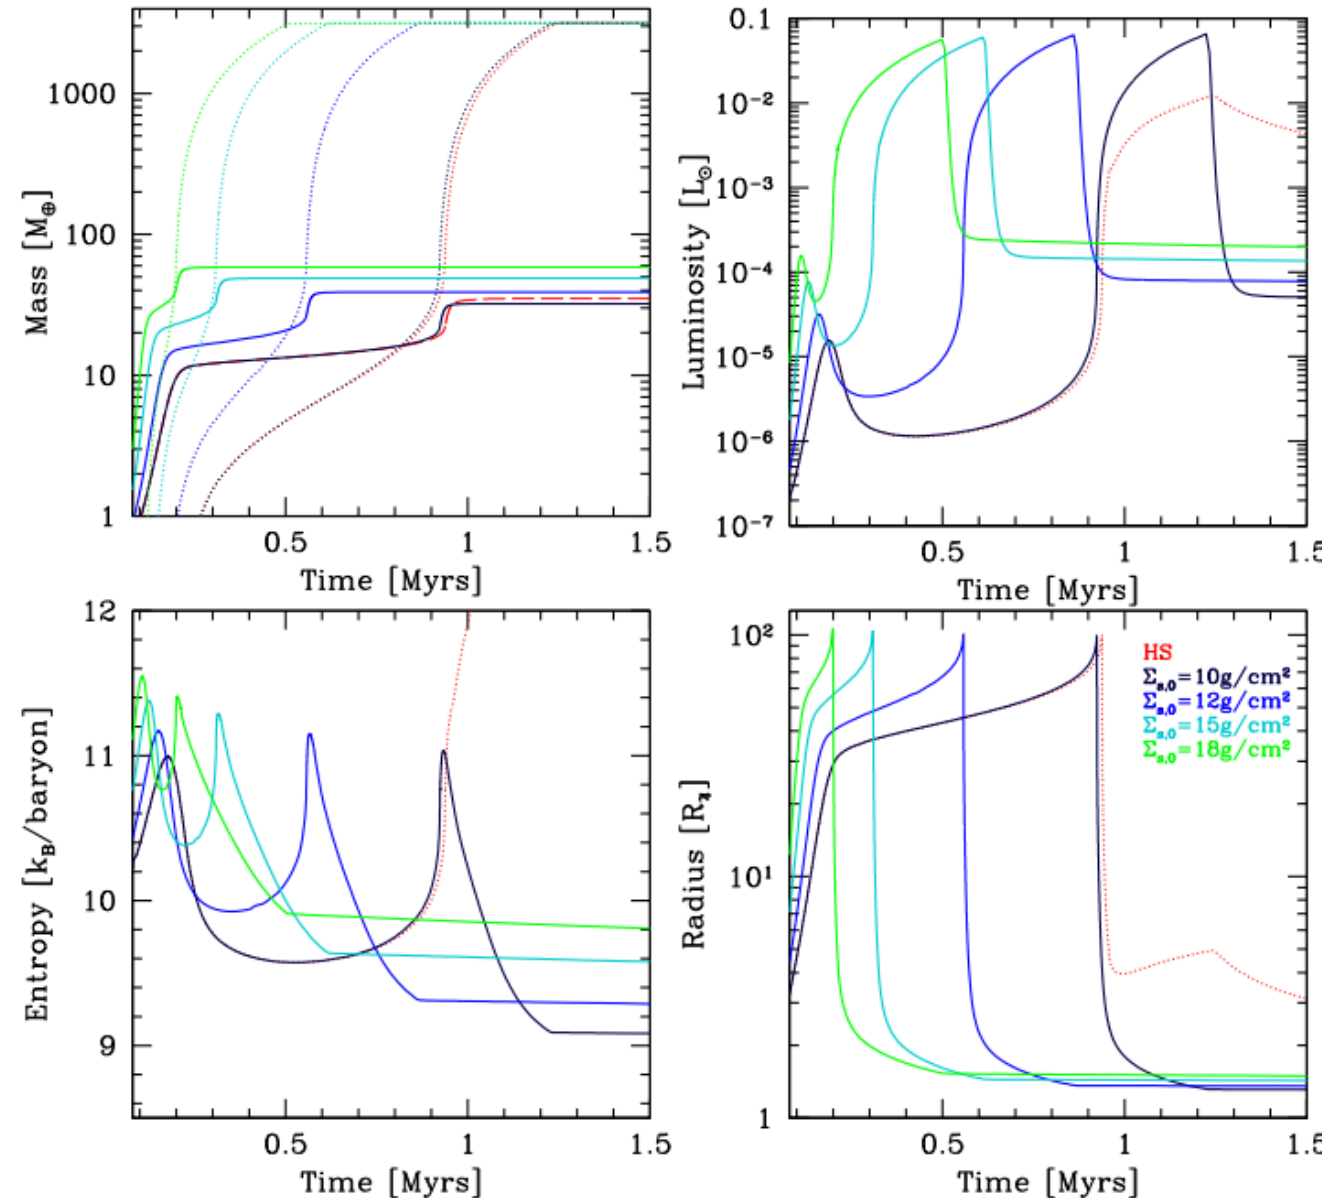 1000
100
10
1
Mass [M⊕]
0.5 1 1.5
Time [Myrs]
0.1
10⁻²
10⁻³
10⁻⁴
10⁻⁵
10⁻⁶
10⁻⁷
Luminosity [L⊙]
0.5 1 1.5
Time [Myrs]
12
11
10
9
Entropy [k_B/baryon]
0.5 1 1.5
Time [Myrs]
10²
10¹
1
Radius [R♃]
HS
Σs,0=10g/cm²
Σs,0=12g/cm²
Σs,0=15g/cm²
Σs,0=18g/cm²
0.5 1 1.5
Time [Myrs]